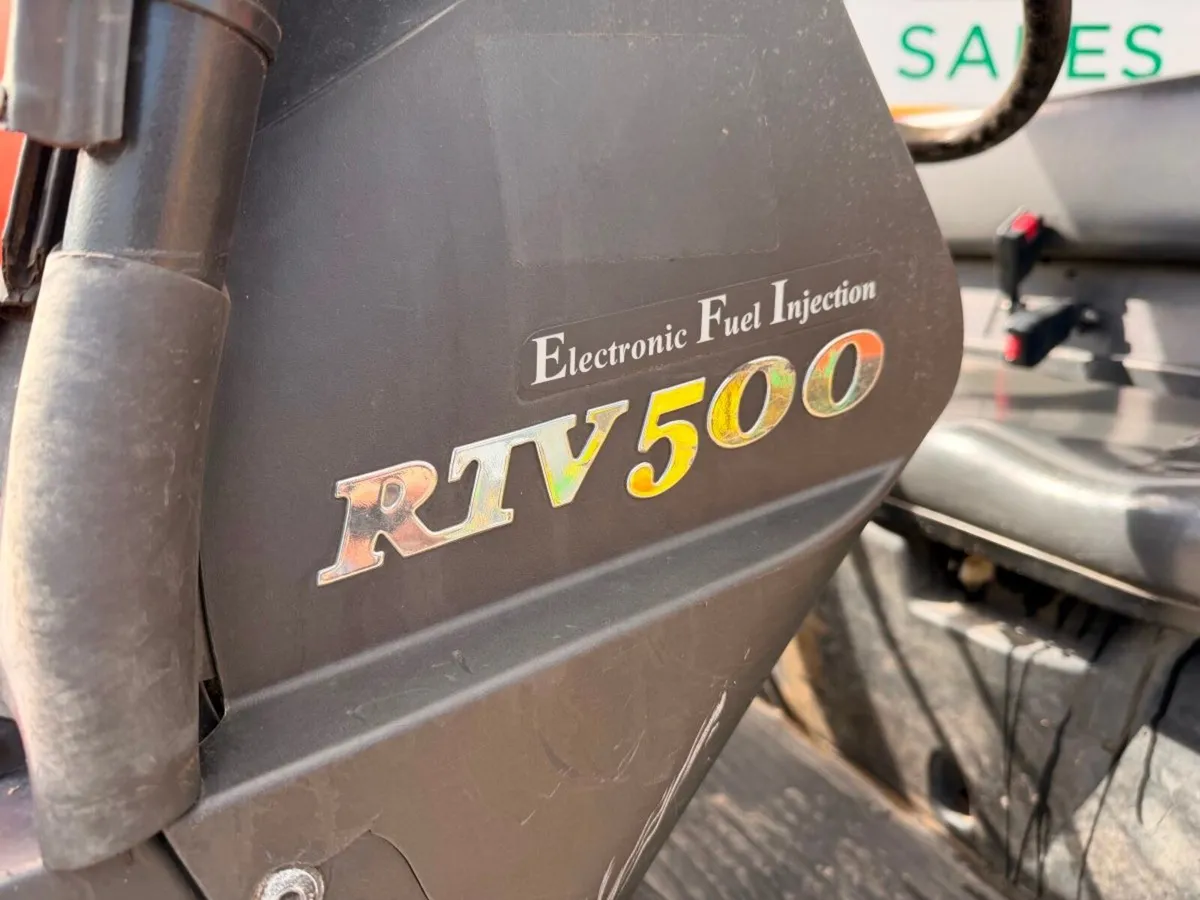 SALES
Electronic Fuel Injection
RTV500